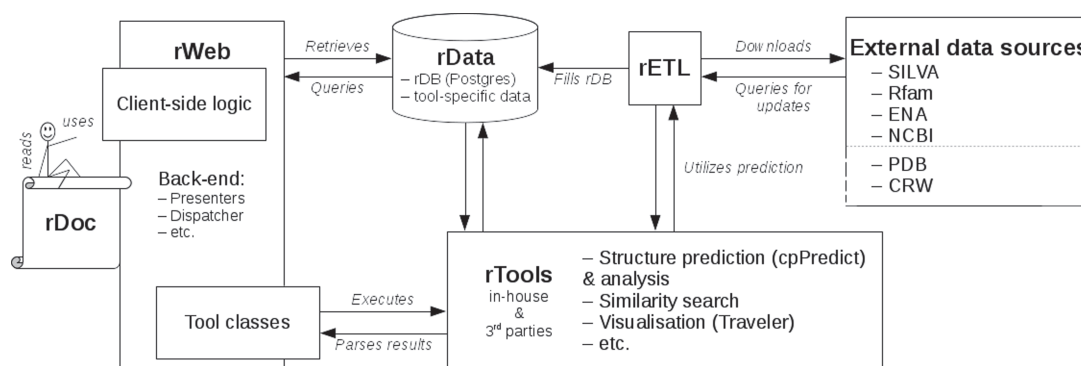 rWeb
Client-side logic
uses
reads
rDoc
Back-end:
– Presenters
– Dispatcher
– etc.
Tool classes
Retrieves
Queries
rData
– rDB (Postgres)
– tool-specific data
Fills rDB
rETL
Downloads
Queries for
updates
External data sources
– SILVA
– Rfam
– ENA
– NCBI
– PDB
– CRW
Utilizes prediction
Executes
Parses results
rTools
in-house
&
3rd parties
– Structure prediction (cpPredict)
& analysis
– Similarity search
– Visualisation (Traveler)
– etc.